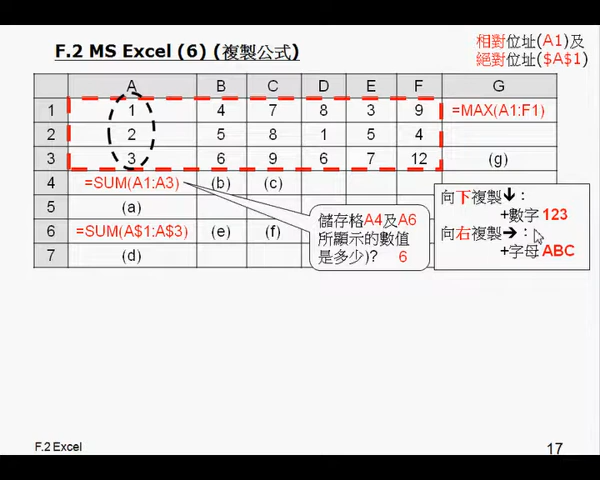 F.2 MS Excel (6) (複製公式)
相對位址(A1)及
絕對位址($A$1)
A B C D E F G
1 1 4 7 8 3 9 =MAX(A1:F1)
2 2 5 8 1 5 4
3 3 6 9 6 7 12 (g)
4 =SUM(A1:A3) (b) (c)
5 (a)
6 =SUM(A$1:A$3) (e) (f)
7 (d)
儲存格A4及A6
所顯示的數值
是多少)? 6
向下複製🡻：
+數字 123
向右複製🡺：
+字母 ABC
F.2 Excel
17